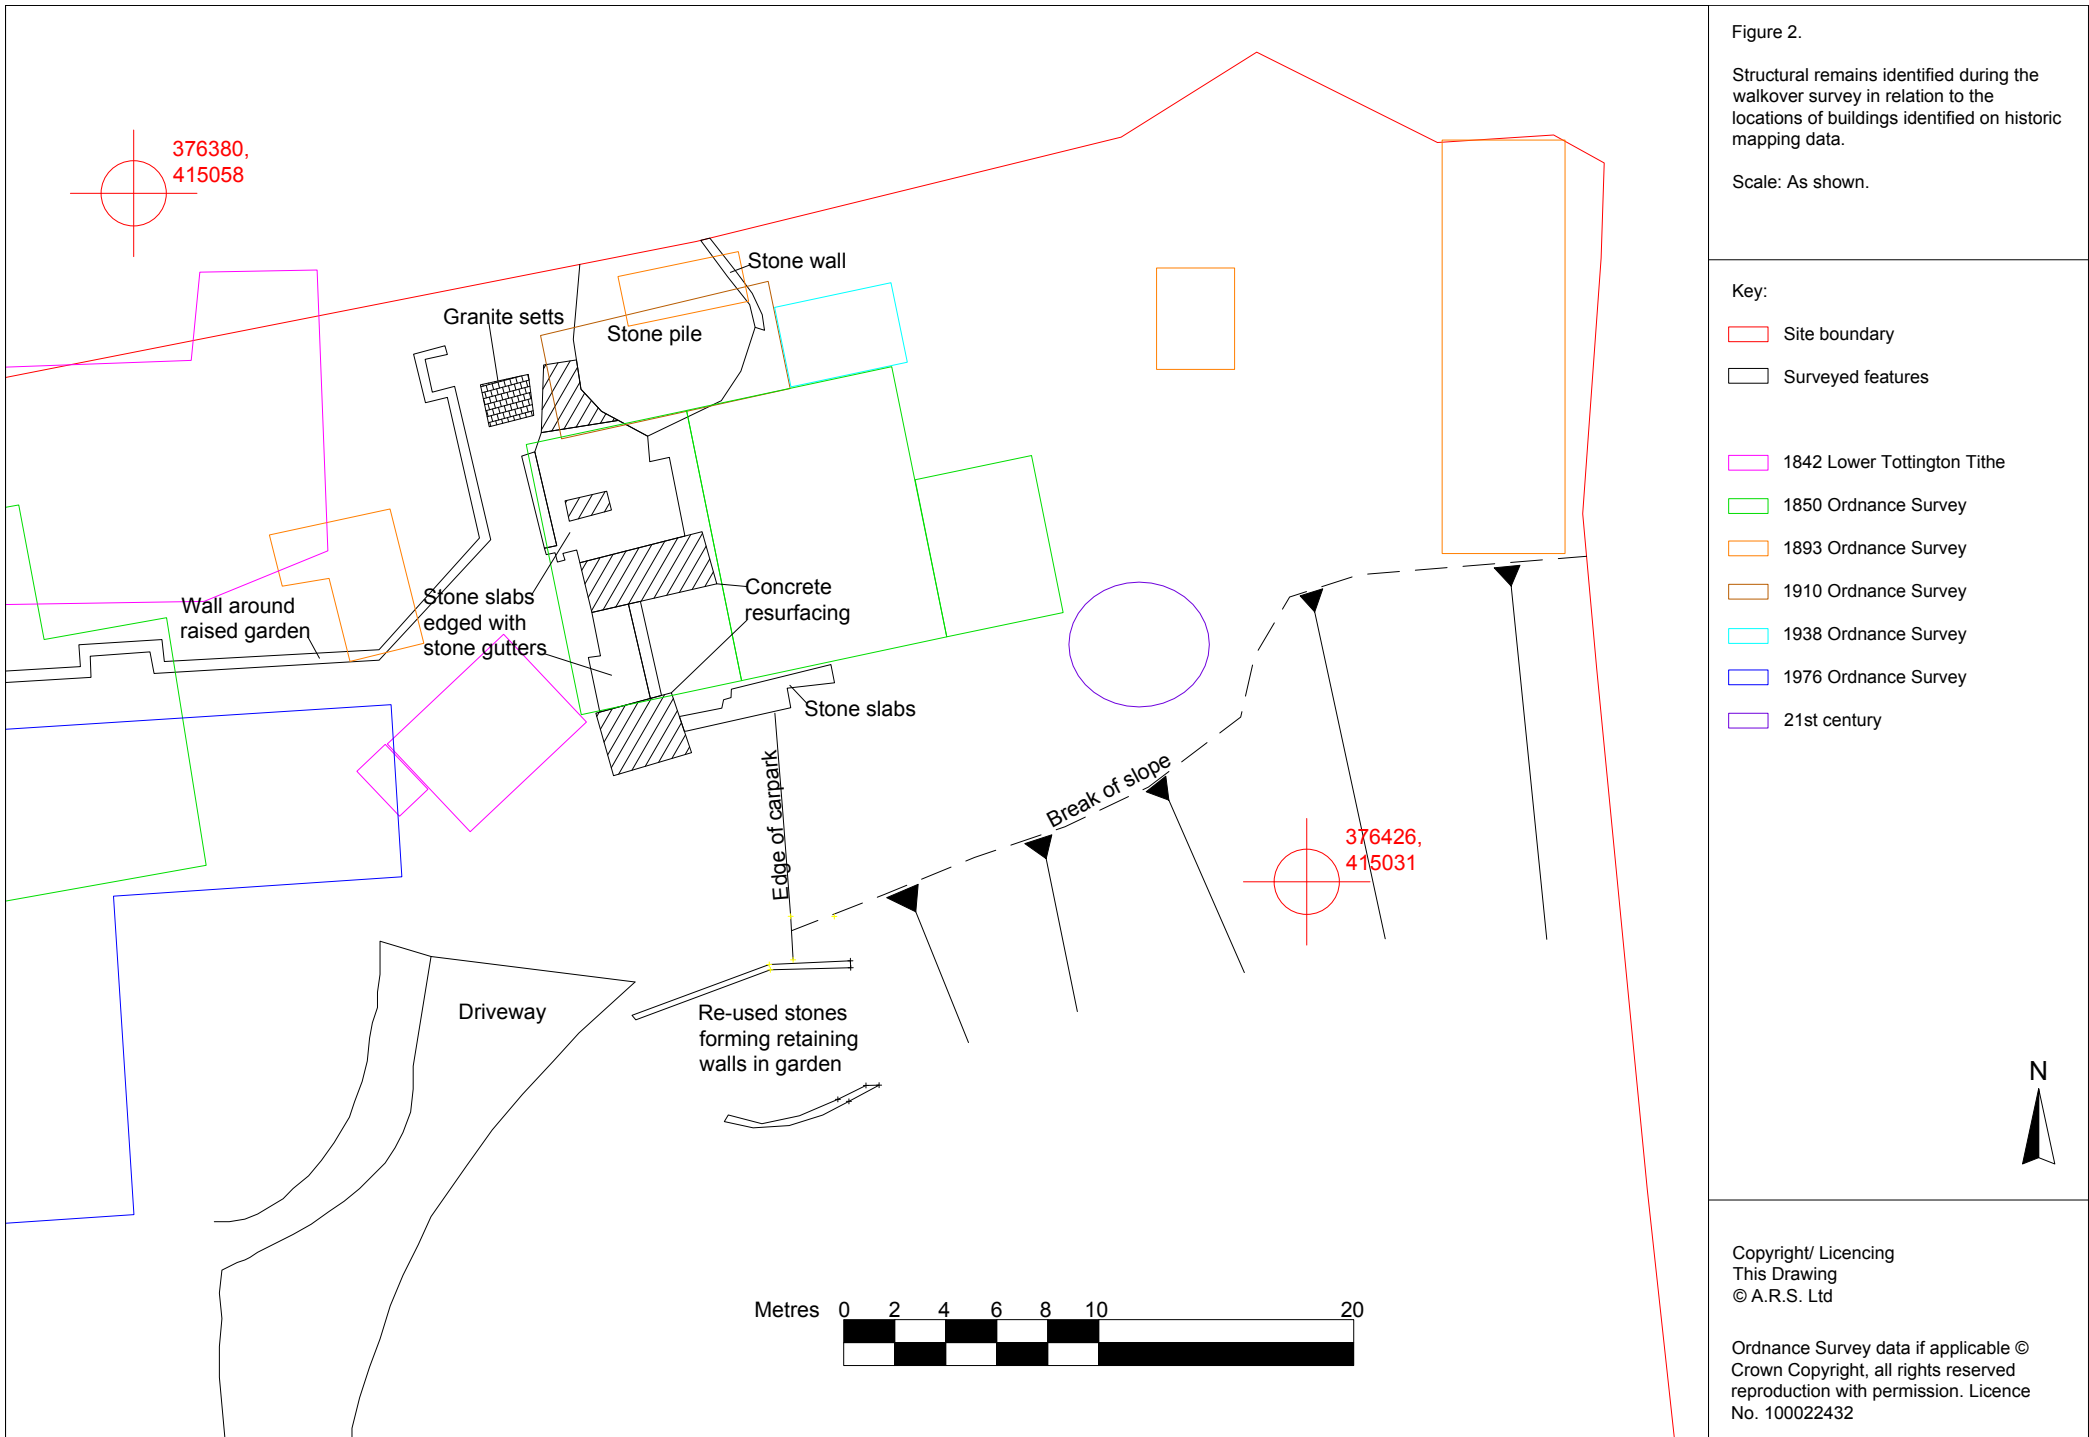 376380,
415058
Stone wall
Granite setts
Stone pile
Wall around
raised garden
Stone slabs
edged with
stone gutters
Concrete
resurfacing
Stone slabs
Edge of carpark
Break of slope
376426,
415031
Driveway
Re-used stones
forming retaining
walls in garden
Metres 0 2 4 6 8 10 20
Figure 2.
Structural remains identified during the
walkover survey in relation to the
locations of buildings identified on historic
mapping data.
Scale: As shown.
Key:
Site boundary
Surveyed features
1842 Lower Tottington Tithe
1850 Ordnance Survey
1893 Ordnance Survey
1910 Ordnance Survey
1938 Ordnance Survey
1976 Ordnance Survey
21st century
N
Copyright/ Licencing
This Drawing
© A.R.S. Ltd
Ordnance Survey data if applicable ©
Crown Copyright, all rights reserved
reproduction with permission. Licence
No. 100022432